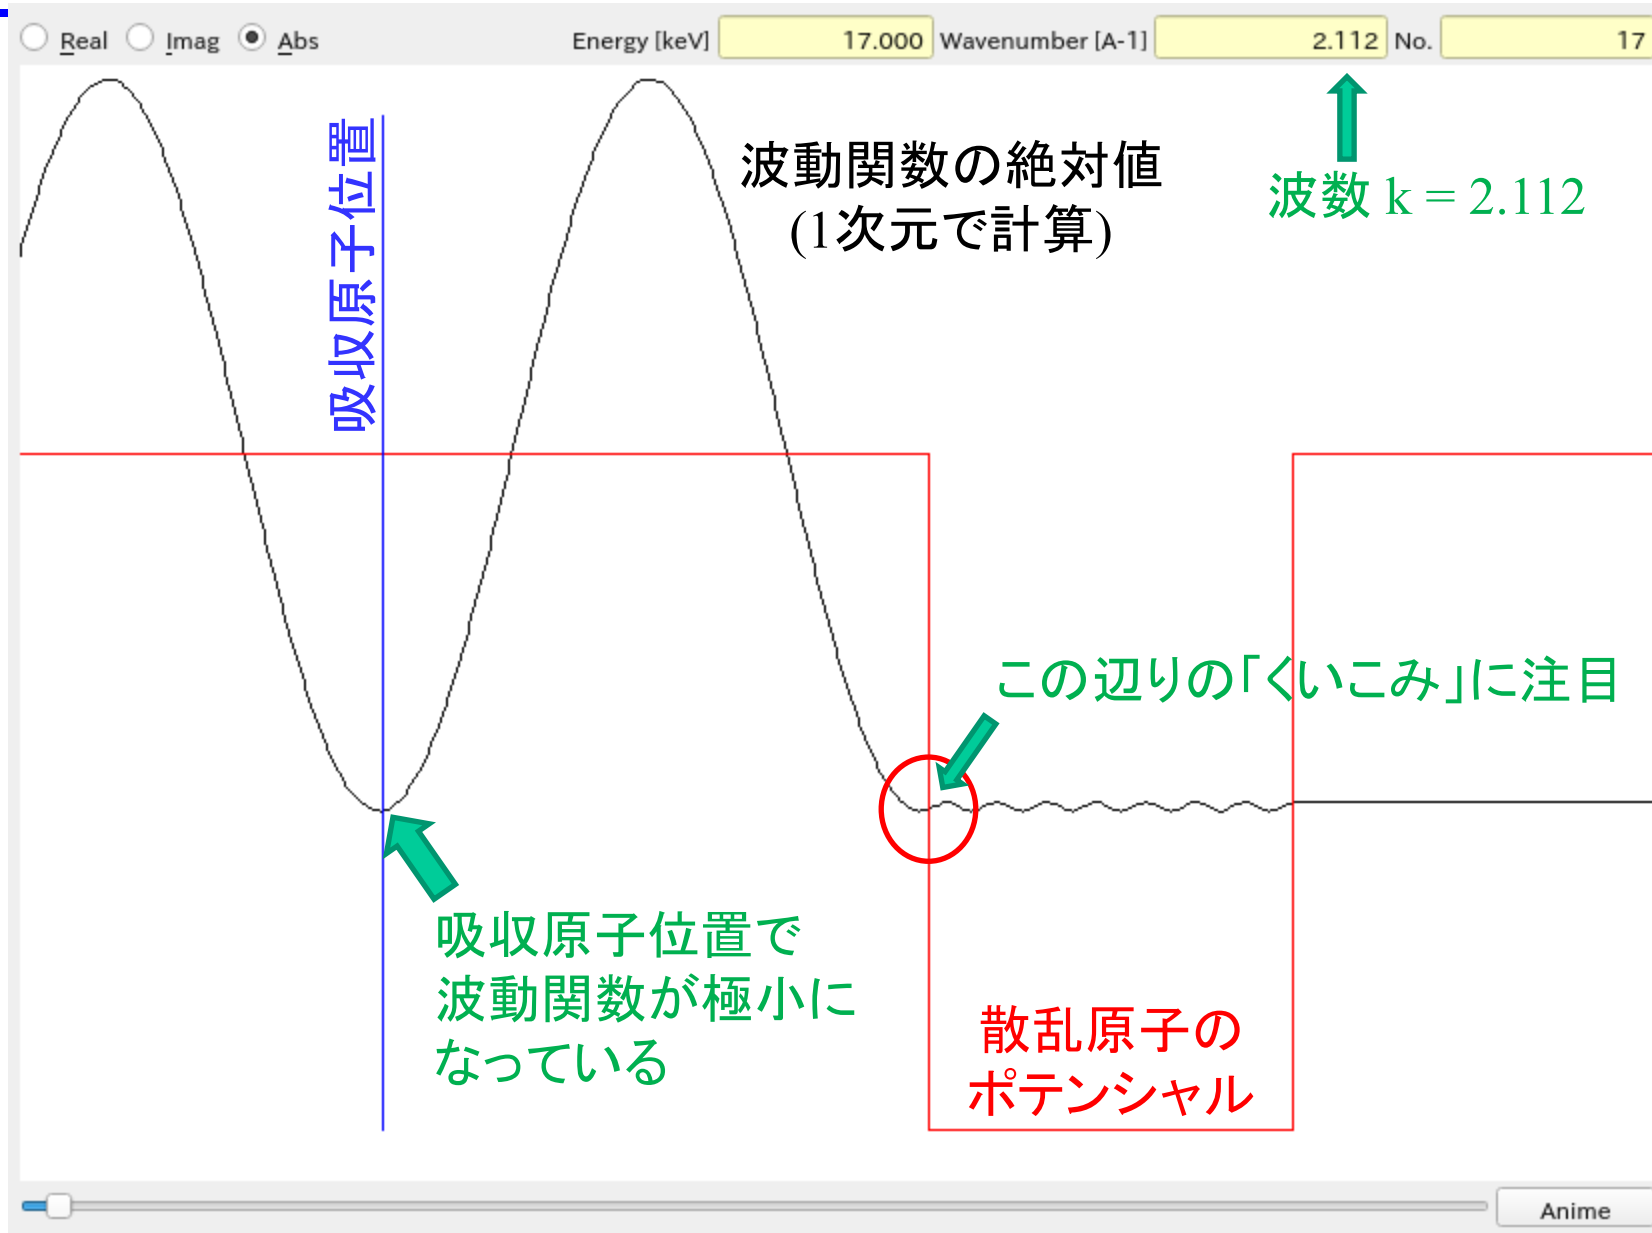 Real Imag Abs Energy [keV] 17.000 Wavenumber [A-1] 2.112 No. 17
吸収原子位置
波動関数の絶対値
(1次元で計算)
波数 k = 2.112
この辺りの「くいこみ」に注目
吸収原子位置で
波動関数が極小に
なっている
散乱原子の
ポテンシャル
Anime